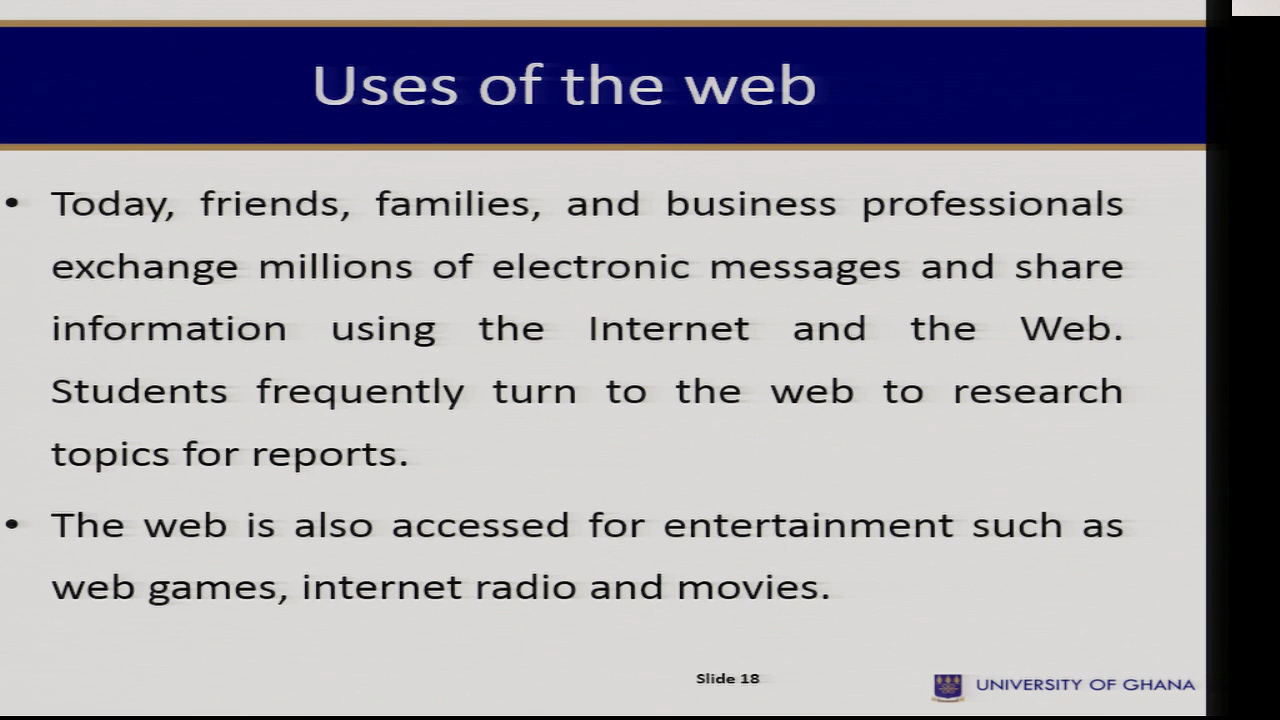 Uses of the web
• Today, friends, families, and business professionals
exchange millions of electronic messages and share
information using the Internet and the Web.
Students frequently turn to the web to research
topics for reports.
• The web is also accessed for entertainment such as
web games, internet radio and movies.
Slide 18
UNIVERSITY OF GHANA